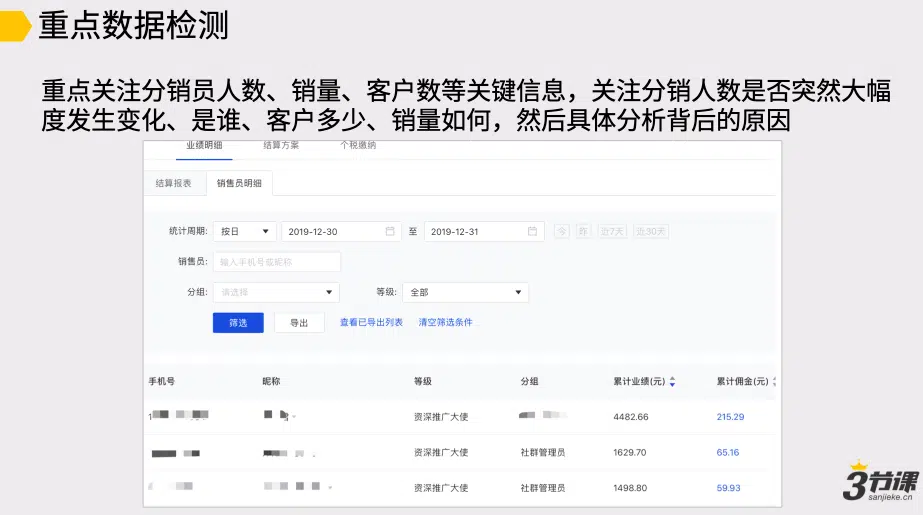 重点数据检测
重点关注分销员人数、销量、客户数等关键信息，关注分销人数是否突然大幅
度发生变化、是谁、客户多少、销量如何，然后具体分析背后的原因
业绩明细 结算方案 个税缴纳
结算报表 销售员明细
统计周期: 按日 2019-12-30 至 2019-12-31 今 昨 近7天 近30天
销售员: 输入手机号或昵称
分组: 请选择 等级: 全部
筛选 导出 查看已导出列表 清空筛选条件
手机号 昵称 等级 分组 累计业绩(元) 累计佣金(元)
资深推广大使 4482.66 215.29
资深推广大使 社群管理员 1629.70 65.16
资深推广大使 社群管理员 1498.80 59.93
3节课
sanjieke.cn